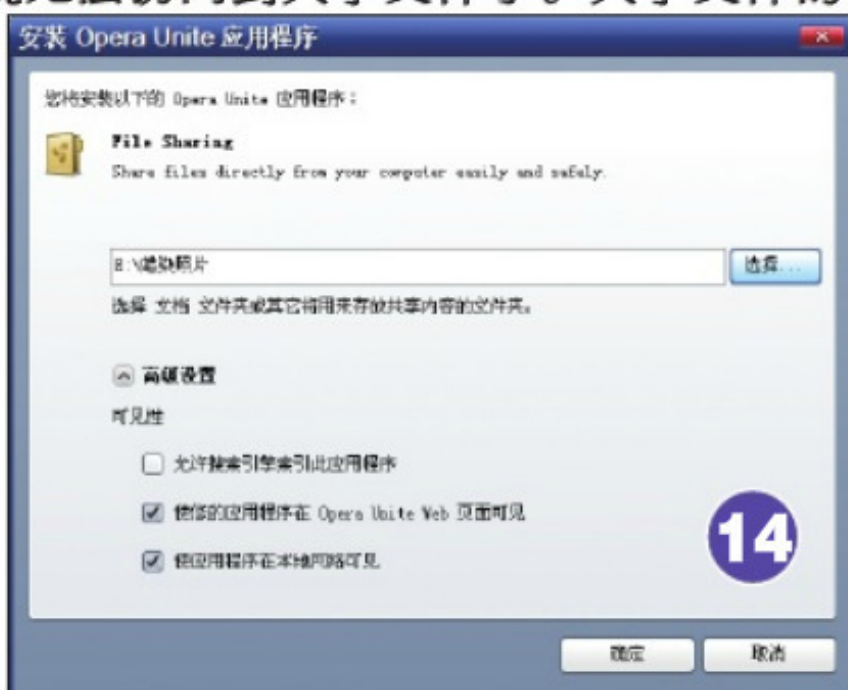 安装 Opera Unite 应用程序
您将安装以下的 Opera Unite 应用程序：
File Sharing
Share files directly from your computer easily and safely.
选择...
选择 文档 文件夹或其它将用来存放共享内容的文件夹。
高级设置
可见性
允许搜索引擎索引此应用程序
使您的应用程序在 Opera Unite Web 页面可见
使应用程序在本地网络可见
14
确定
取消